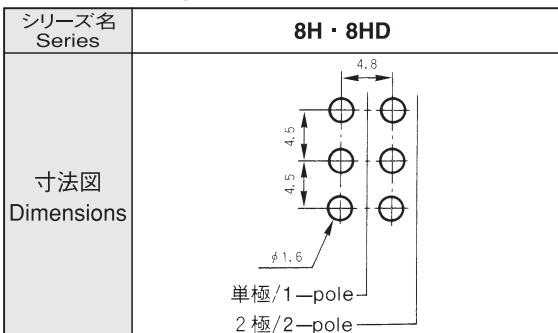 シリーズ名
Series
8H・8HD
寸法図
Dimensions
4.8
4.5
4.5
φ1.6
単極/1—pole
2極/2—pole